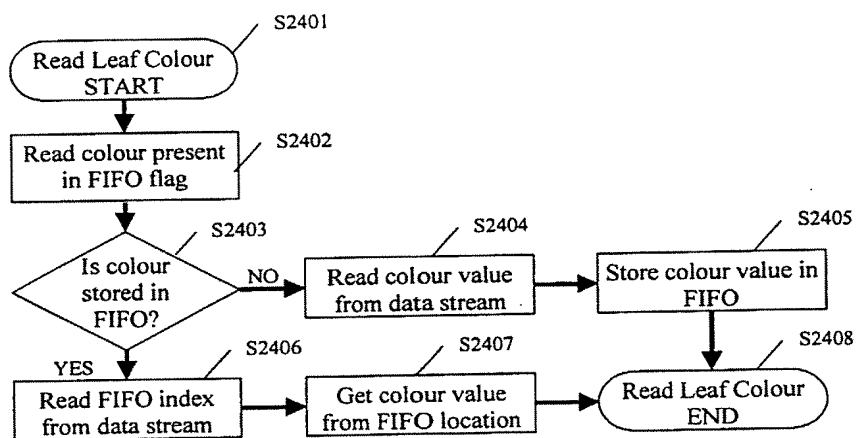 S2401
Read Leaf Colour
START
S2402
Read colour present
in FIFO flag
S2403
Is colour
stored in
FIFO?
NO
S2404
Read colour value
from data stream
S2405
Store colour value in
FIFO
YES
S2406
Read FIFO index
from data stream
S2407
Get colour value
from FIFO location
S2408
Read Leaf Colour
END